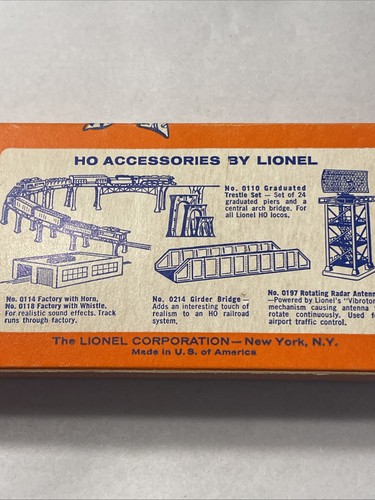 HO ACCESSORIES BY LIONEL
No. 0110 Graduated
Trestle Set — Set of 24
graduated piers and a
central arch bridge. For
all Lionel HO locos.
No. 0114 Factory with Horn,
No. 0118 Factory with Whistle.
For realistic sound effects. Track
runs through factory.
No. 0214 Girder Bridge —
Adds an interesting touch of
realism to an HO railroad
system.
No. 0197 Rotating Radar Antenn
—Powered by Lionel's "Vibroto
mechanism causing antenna
rotate continuously. Used f
airport traffic control.
The LIONEL CORPORATION — New York, N.Y.
Made in U.S. of America